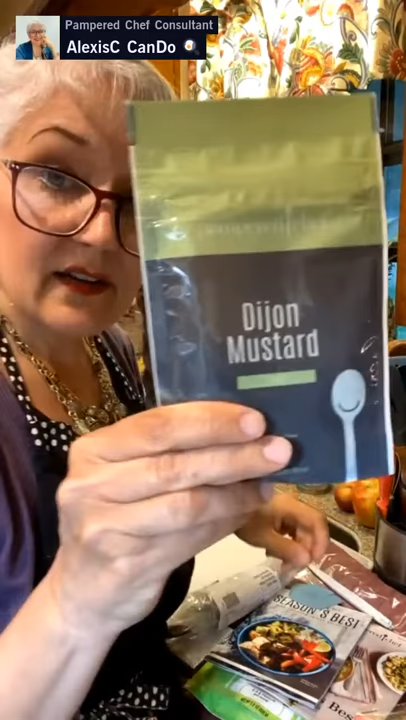 Pampered Chef Consultant
AlexisC CanDo
Dijon
Mustard
SEASON'S BEST